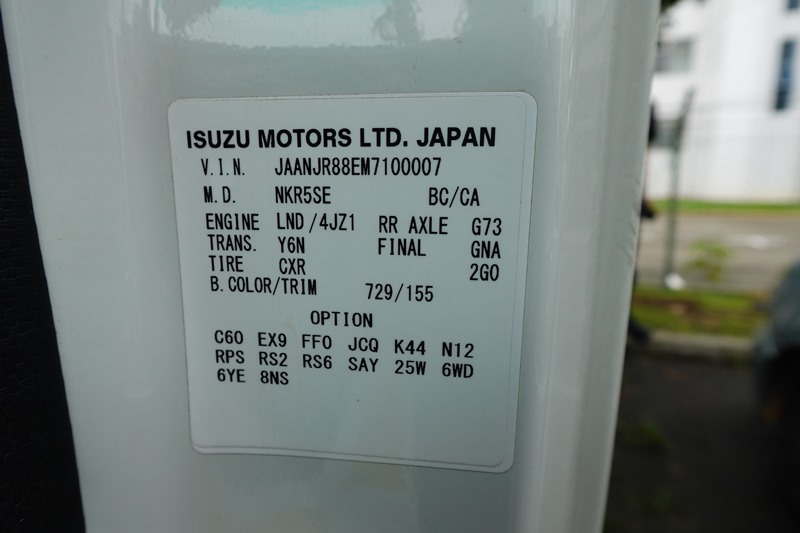 ISUZU MOTORS LTD. JAPAN
V.I.N. JAANJR88EM7100007
M.D. NKR5SE BC/CA
ENGINE LND/4JZ1 RR AXLE G73
TRANS. Y6N FINAL GNA
TIRE CXR 2GO
B.COLOR/TRIM 729/155
OPTION
C60 EX9 FFO JCQ K44 N12
RPS RS2 RS6 SAY 25W 6WD
6YE 8NS